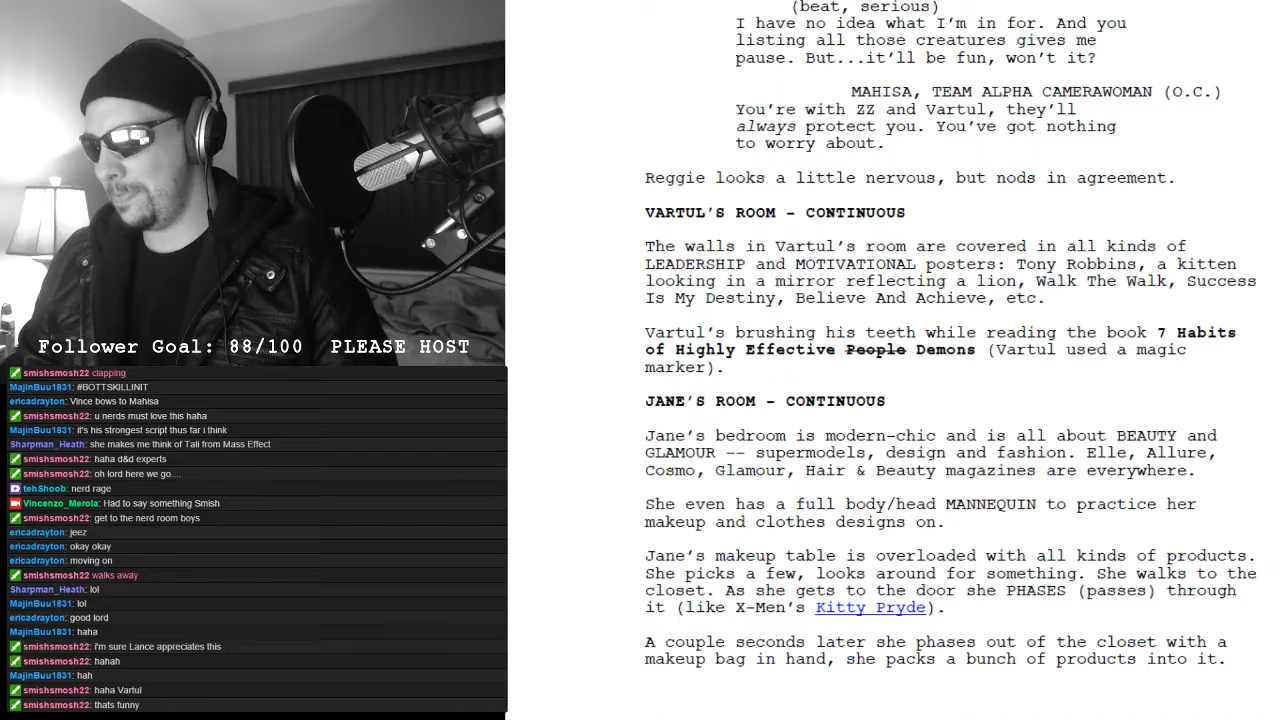 Follower Goal: 88/100 PLEASE HOST
smishsmosh22 clapping
MajinBuu1831: #BOTTSKILLINIT
ericadrayton: Vince bows to Mahisa
smishsmosh22: u nerds must love this haha
MajinBuu1831: it's his strongest script thus far i think
Sharpman_Heath: she makes me think of Tali from Mass Effect
smishsmosh22: haha d&d experts
smishsmosh22: oh lord here we go....
tehShoob: nerd rage
Vincenzo_Merola: Had to say something Smish
smishsmosh22: get to the nerd room boys
ericadrayton: jeez
ericadrayton: okay okay
ericadrayton: moving on
smishsmosh22 walks away
Sharpman_Heath: lol
MajinBuu1831: lol
ericadrayton: good lord
MajinBuu1831: haha
smishsmosh22: i'm sure Lance appreciates this
smishsmosh22: hahah
MajinBuu1831: hah
smishsmosh22: haha Vartul
smishsmosh22: thats funny
(beat, serious)
I have no idea what I'm in for. And you
listing all those creatures gives me
pause. But...it'll be fun, won't it?
MAHISA, TEAM ALPHA CAMERAWOMAN (O.C.)
You're with ZZ and Vartul, they'll
always protect you. You've got nothing
to worry about.
Reggie looks a little nervous, but nods in agreement.
VARTUL'S ROOM – CONTINUOUS
The walls in Vartul's room are covered in all kinds of
LEADERSHIP and MOTIVATIONAL posters: Tony Robbins, a kitten
looking in a mirror reflecting a lion, Walk The Walk, Success
Is My Destiny, Believe And Achieve, etc.
Vartul's brushing his teeth while reading the book 7 Habits
of Highly Effective People Demons (Vartul used a magic
marker).
JANE'S ROOM – CONTINUOUS
Jane's bedroom is modern-chic and is all about BEAUTY and
GLAMOUR -- supermodels, design and fashion. Elle, Allure,
Cosmo, Glamour, Hair & Beauty magazines are everywhere.
She even has a full body/head MANNEQUIN to practice her
makeup and clothes designs on.
Jane's makeup table is overloaded with all kinds of products.
She picks a few, looks around for something. She walks to the
closet. As she gets to the door she PHASES (passes) through
it (like X-Men's Kitty Pryde).
A couple seconds later she phases out of the closet with a
makeup bag in hand, she packs a bunch of products into it.